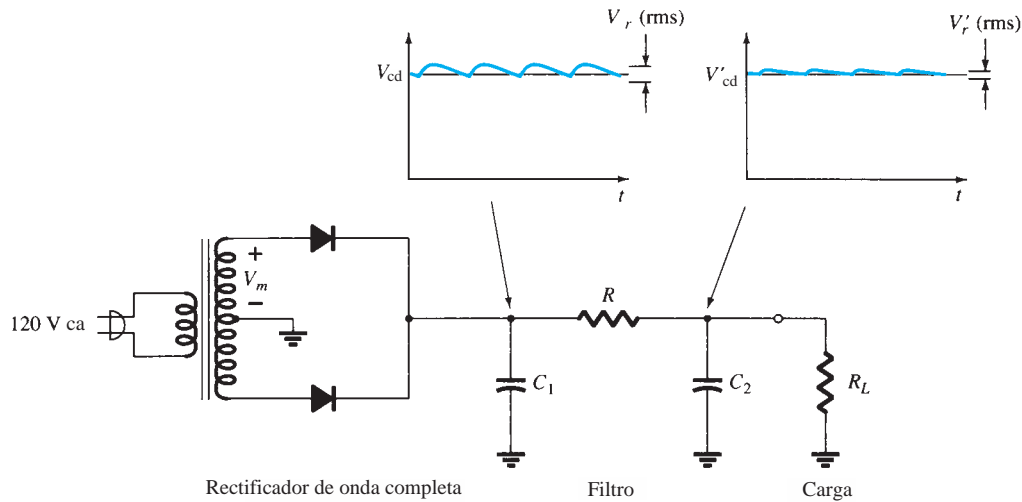 V_r (rms)
V'_r (rms)
V_cd
V'_cd
t
t
+
V_m
−
R
120 V ca
C_1
C_2
R_L
Rectificador de onda completa
Filtro
Carga